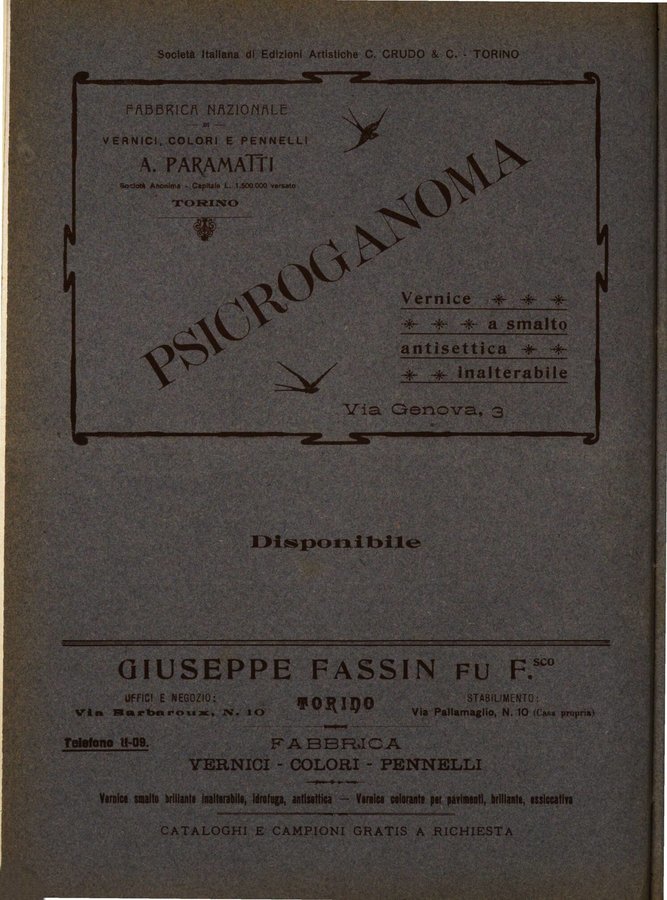 Società Italiana di Edizioni Artistiche C. CRUDO & C. - TORINO
FABBRICA NAZIONALE
DI
VERNICI, COLORI E PENNELLI
A. PARAMATTI
Società Anonima - Capitale L. 1.500.000 versato
TORINO
PSICROGANOMA
Vernice
a smalto
antisettica
inalterabile
Via Genova, 3
Disponibile
GIUSEPPE FASSIN FU F.sco
UFFICI E NEGOZIO:
Via Barbaroux, N. 10
TORINO
STABILIMENTO:
Via Pallamaglio, N. 10 (Casa propria)
Telefono 11-09.
FABBRICA
VERNICI - COLORI - PENNELLI
Vernice smalto brillante inalterabile, idrofuga, antisettica — Vernice colorante per pavimenti, brillante, essiccativa
CATALOGHI E CAMPIONI GRATIS A RICHIESTA